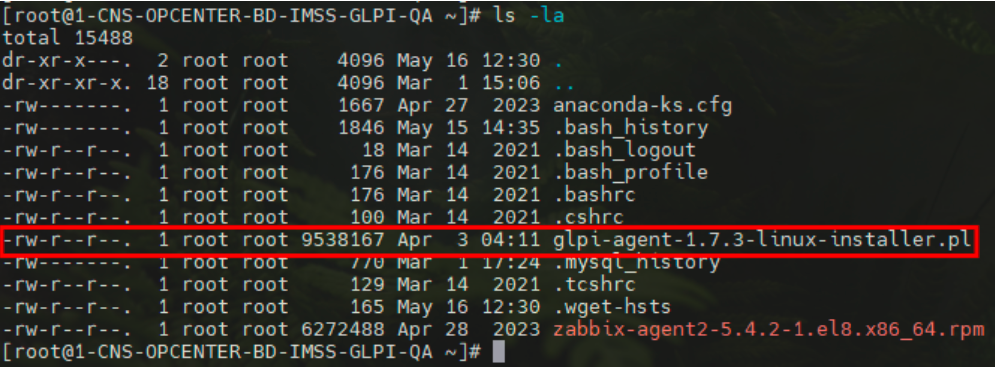 [root@1-CNS-OPCENTER-BD-IMSS-GLPI-QA ~]# ls -la
total 15488
dr-xr-x---.  2 root root    4096 May 16 12:30 .
dr-xr-xr-x. 18 root root    4096 Mar  1 15:06 ..
-rw-------.  1 root root    1667 Apr 27  2023 anaconda-ks.cfg
-rw-------.  1 root root    1846 May 15 14:35 .bash_history
-rw-r--r--.  1 root root      18 Mar 14  2021 .bash_logout
-rw-r--r--.  1 root root     176 Mar 14  2021 .bash_profile
-rw-r--r--.  1 root root     176 Mar 14  2021 .bashrc
-rw-r--r--.  1 root root     100 Mar 14  2021 .cshrc
-rw-r--r--.  1 root root 9538167 Apr  3 04:11 glpi-agent-1.7.3-linux-installer.pl
-rw-------.  1 root root     770 Mar  1 17:24 .mysql_history
-rw-r--r--.  1 root root     129 Mar 14  2021 .tcshrc
-rw-r--r--.  1 root root     165 May 16 12:30 .wget-hsts
-rw-r--r--.  1 root root 6272488 Apr 28  2023 zabbix-agent2-5.4.2-1.el8.x86_64.rpm
[root@1-CNS-OPCENTER-BD-IMSS-GLPI-QA ~]#